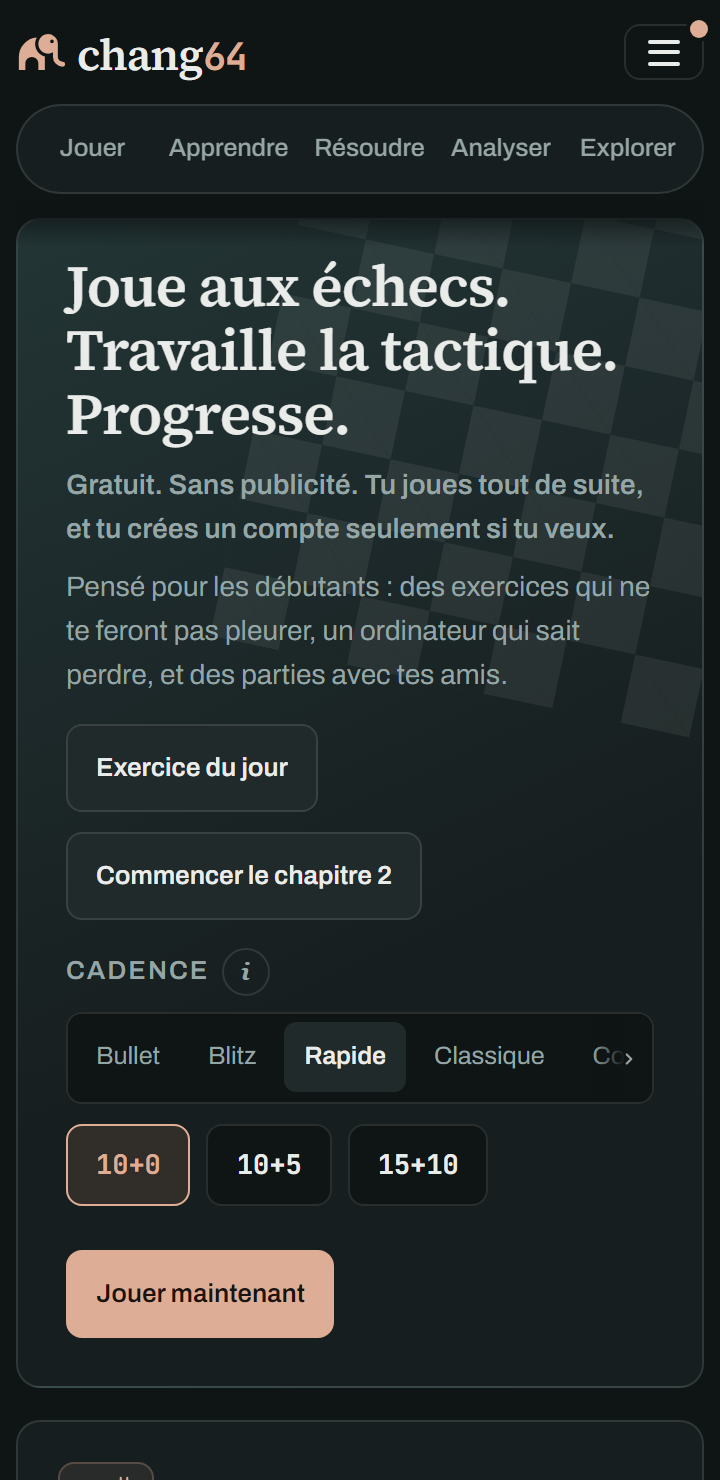 chang64
Jouer Apprendre Résoudre Analyser Explorer
Joue aux échecs.
Travaille la tactique.
Progresse.
Gratuit. Sans publicité. Tu joues tout de suite,
et tu crées un compte seulement si tu veux.
Pensé pour les débutants : des exercices qui ne
te feront pas pleurer, un ordinateur qui sait
perdre, et des parties avec tes amis.
Exercice du jour
Commencer le chapitre 2
CADENCE i
Bullet Blitz Rapide Classique
10+0 10+5 15+10
Jouer maintenant